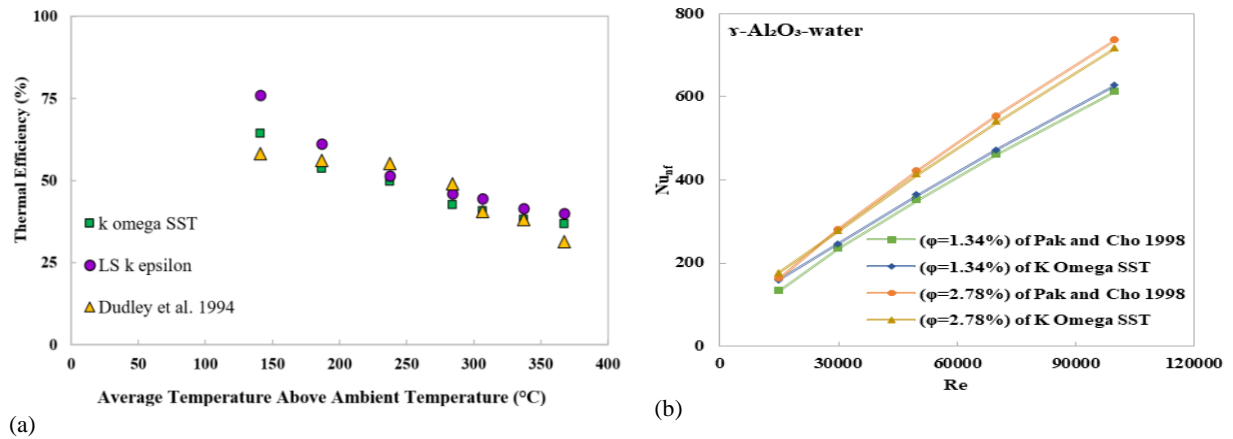 100
75
50
25
0
Thermal Efficiency (%)
k omega SST
LS k epsilon
Dudley et al. 1994
0 50 100 150 200 250 300 350 400
Average Temperature Above Ambient Temperature (°C)
(a)
800
600
400
200
0
Nuₙf
ɤ-Al₂O₃-water
(φ=1.34%) of Pak and Cho 1998
(φ=1.34%) of K Omega SST
(φ=2.78%) of Pak and Cho 1998
(φ=2.78%) of K Omega SST
0 30000 60000 90000 120000
Re
(b)